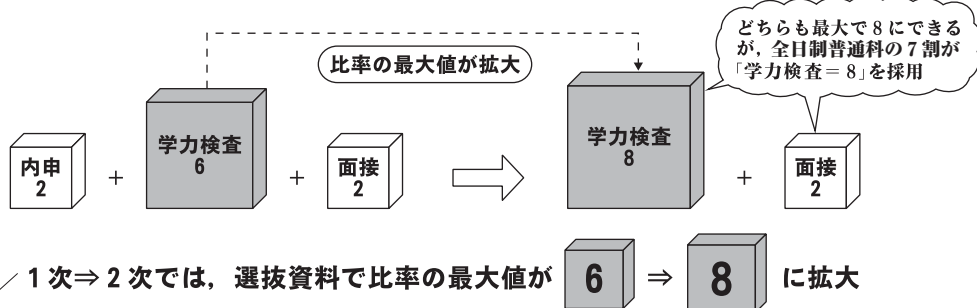 比率の最大値が拡大
どちらも最大で8にできる
が，全日制普通科の7割が
「学力検査＝8」を採用
内申
2
+
学力検査
6
+
面接
2
学力検査
8
+
面接
2
1次⇒2次では，選抜資料で比率の最大値が 6 ⇒ 8 に拡大